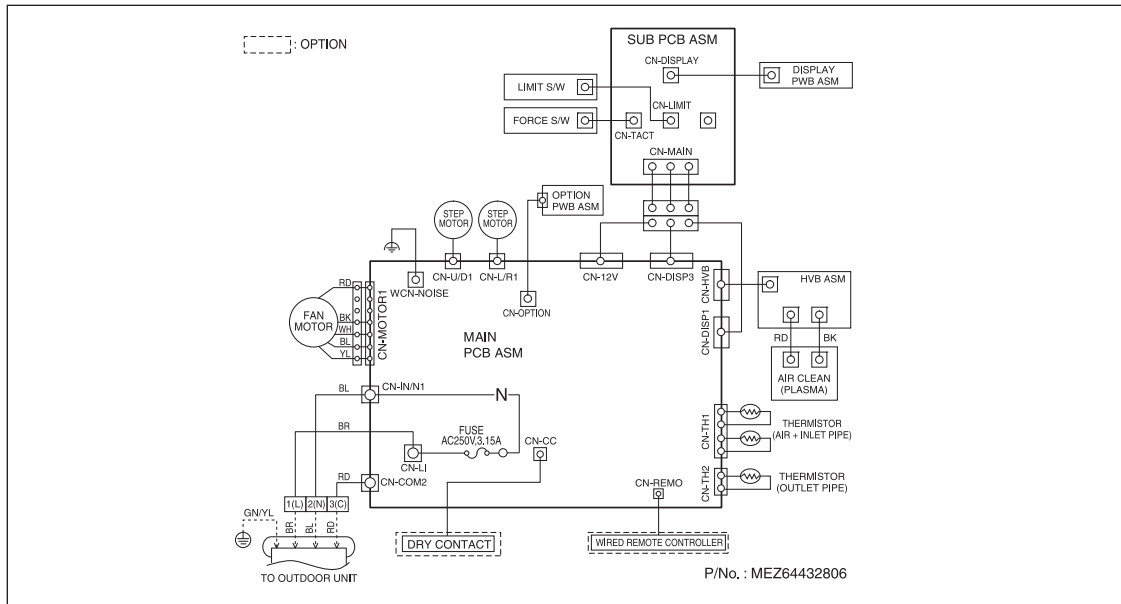 : OPTION
SUB PCB ASM
CN-DISPLAY
DISPLAY
PWB ASM
LIMIT S/W
CN-LIMIT
FORCE S/W
CN-TACT
CN-MAIN
OPTION
PWB ASM
STEP
MOTOR
STEP
MOTOR
WCN-NOISE
CN-U/D1
CN-L/R1
CN-12V
CN-DISP3
CN-HVB
HVB ASM
CN-OPTION
CN-DISP1
RD
BK
AIR CLEAN
(PLASMA)
FAN
MOTOR
RD
BK
WH
BL
YL
CN-MOTOR1
MAIN
PCB ASM
BL
CN-IN/N1
N
BR
FUSE
AC250V,3.15A
CN-LI
CN-CC
CN-TH1
THERMISTOR
(AIR + INLET PIPE)
RD
CN-COM2
CN-REMO
CN-TH2
THERMISTOR
(OUTLET PIPE)
1(L) 2(N) 3(C)
GN/YL
BR
BL
RD
DRY CONTACT
WIRED REMOTE CONTROLLER
TO OUTDOOR UNIT
P/No. : MEZ64432806